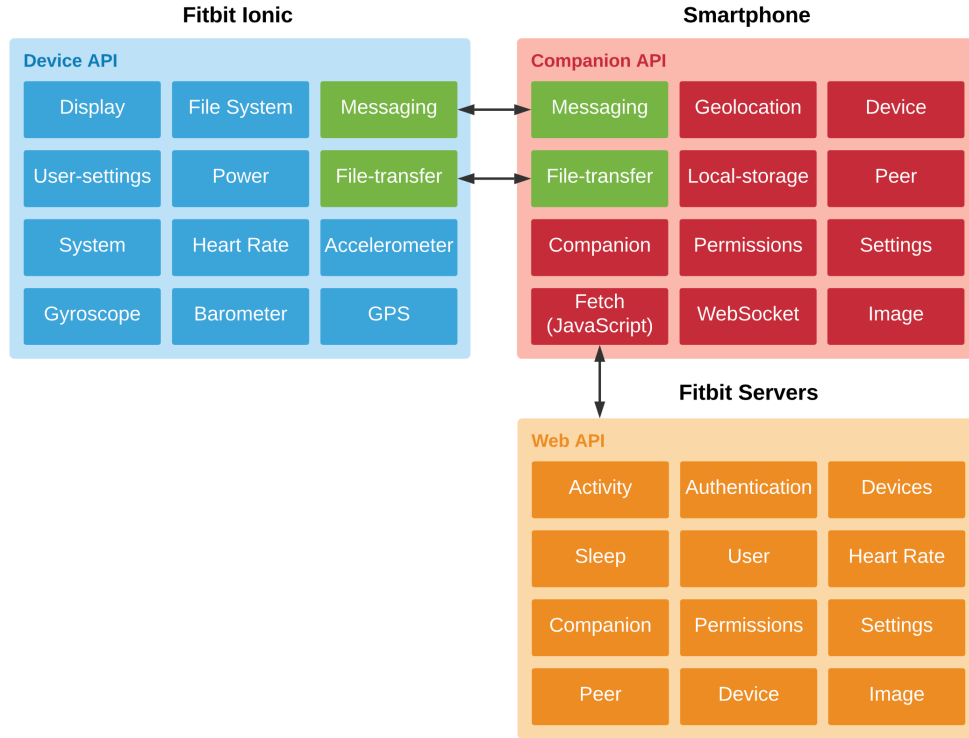 Fitbit Ionic
Device API
Display
File System
Messaging
User-settings
Power
File-transfer
System
Heart Rate
Accelerometer
Gyroscope
Barometer
GPS
Smartphone
Companion API
Messaging
Geolocation
Device
File-transfer
Local-storage
Peer
Companion
Permissions
Settings
Fetch
(JavaScript)
WebSocket
Image
Fitbit Servers
Web API
Activity
Authentication
Devices
Sleep
User
Heart Rate
Companion
Permissions
Settings
Peer
Device
Image